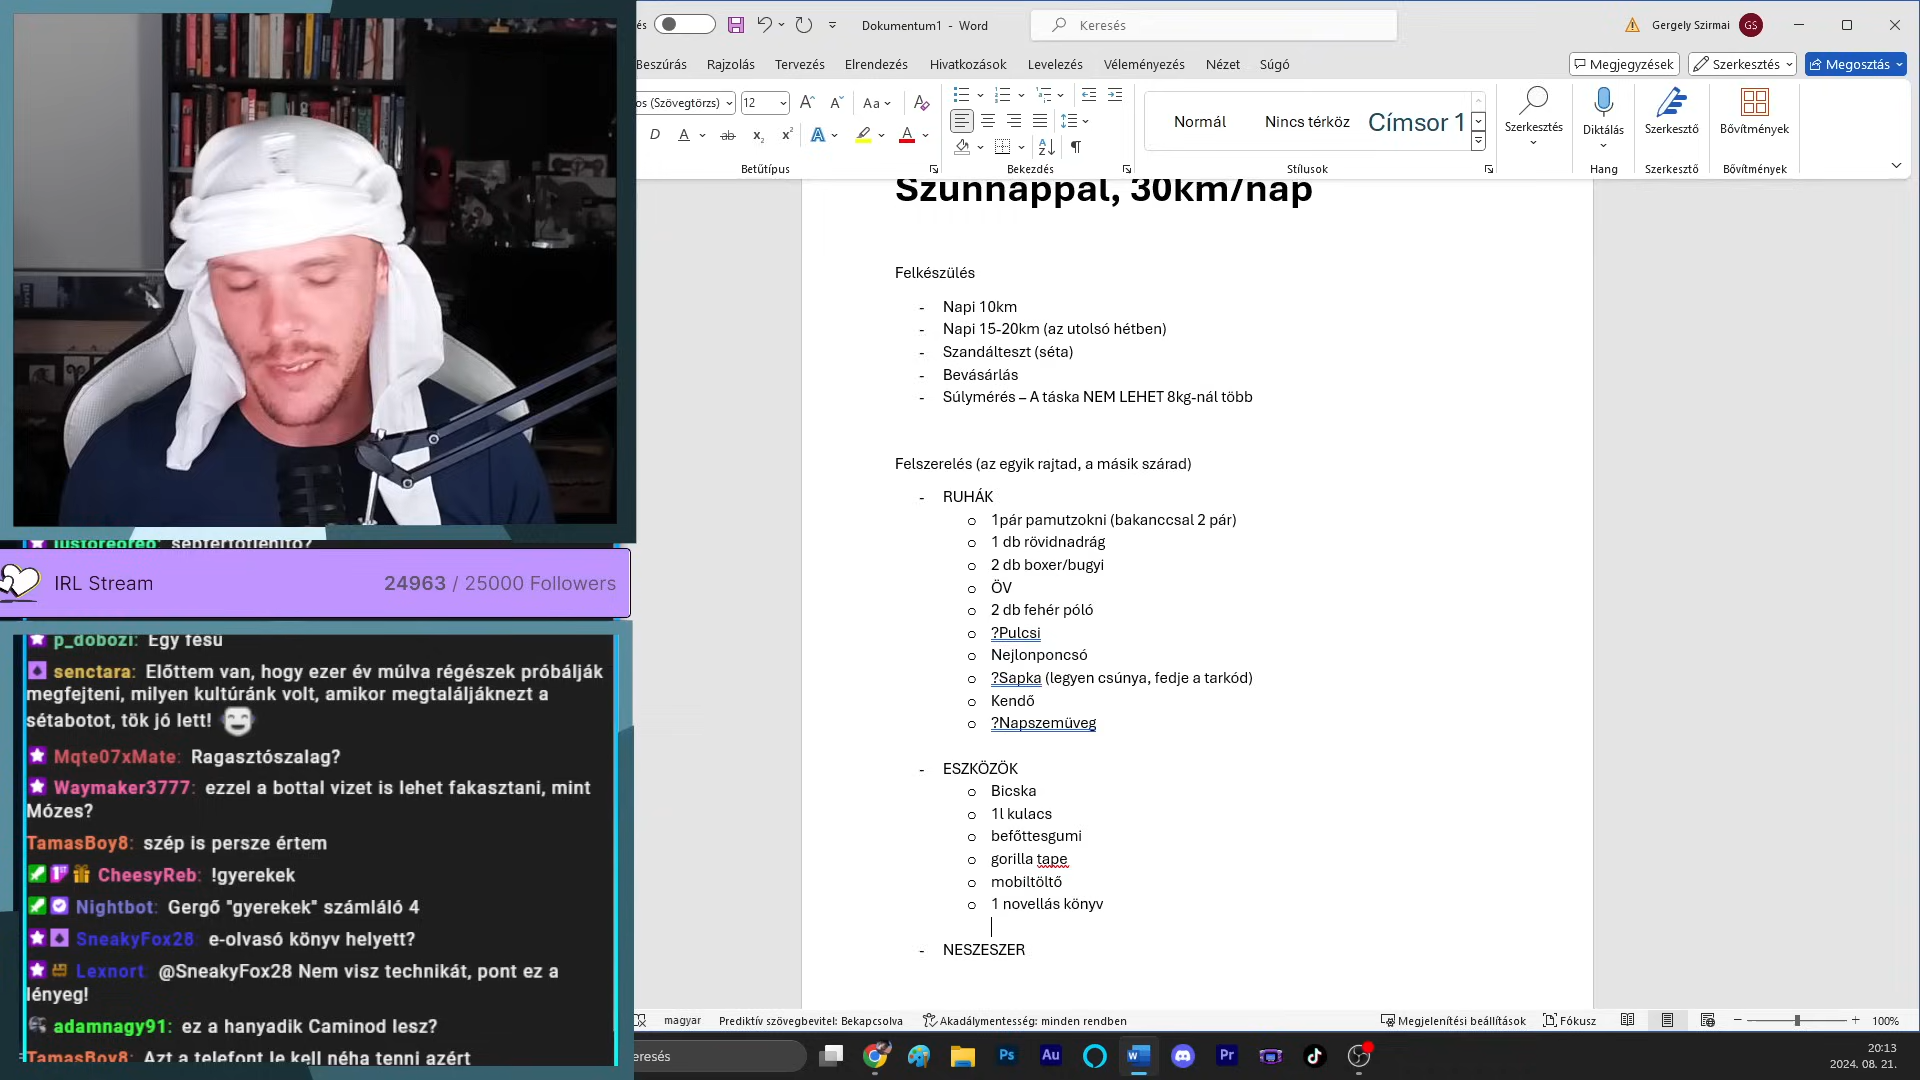 és
Dokumentum1 - Word
Keresés
Gergely Szirmai
GS
Beszúrás
Rajzolás
Tervezés
Elrendezés
Hivatkozások
Levelezés
Véleményezés
Nézet
Súgó
Megjegyzések
Szerkesztés
Megosztás
os (Szövegtörzs)
12
Normál
Nincs térköz
Címsor 1
Szerkesztés
Diktálás
Szerkesztő
Bővítmények
Betűtípus
Bekezdés
Stílusok
Hang
Szerkesztő
Bővítmények
Szünnappal, 30km/nap
Felkészülés
- Napi 10km
- Napi 15-20km (az utolsó hétben)
- Szandálteszt (séta)
- Bevásárlás
- Súlymérés – A táska NEM LEHET 8kg-nál több
Felszerelés (az egyik rajtad, a másik szárad)
- RUHÁK
o 1pár pamutzokni (bakanccsal 2 pár)
o 1 db rövidnadrág
o 2 db boxer/bugyi
o ÖV
o 2 db fehér póló
o ?Pulcsi
o Nejlonponcsó
o ?Sapka (legyen csúnya, fedje a tarkód)
o Kendő
o ?Napszemüveg
- ESZKÖZÖK
o Bicska
o 1l kulacs
o befőttesgumi
o gorilla tape
o mobiltöltő
o 1 novellás könyv
- NESZESZER
lustoreoreo: sebfertőtlenítő?
IRL Stream
24963 / 25000 Followers
p_dobozi: Egy fésű
senctara: Előttem van, hogy ezer év múlva régészek próbálják
megfejteni, milyen kultúránk volt, amikor megtaláljáknezt a
sétabotot, tök jó lett!
Mqte07xMate: Ragasztószalag?
Waymaker3777: ezzel a bottal vizet is lehet fakasztani, mint
Mózes?
TamasBoy8: szép is persze értem
CheesyReb: !gyerekek
Nightbot: Gergő "gyerekek" számláló 4
SneakyFox28: e-olvasó könyv helyett?
Lexnort: @SneakyFox28 Nem visz technikát, pont ez a
lényeg!
adamnagy91: ez a hanyadik Caminod lesz?
TamasBoy8: Azt a telefont le kell néha tenni azért
magyar
Prediktív szövegbevitel: Bekapcsolva
Akadálymentesség: minden rendben
Megjelenítési beállítások
Fókusz
100%
eresés
20:13
2024. 08. 21.